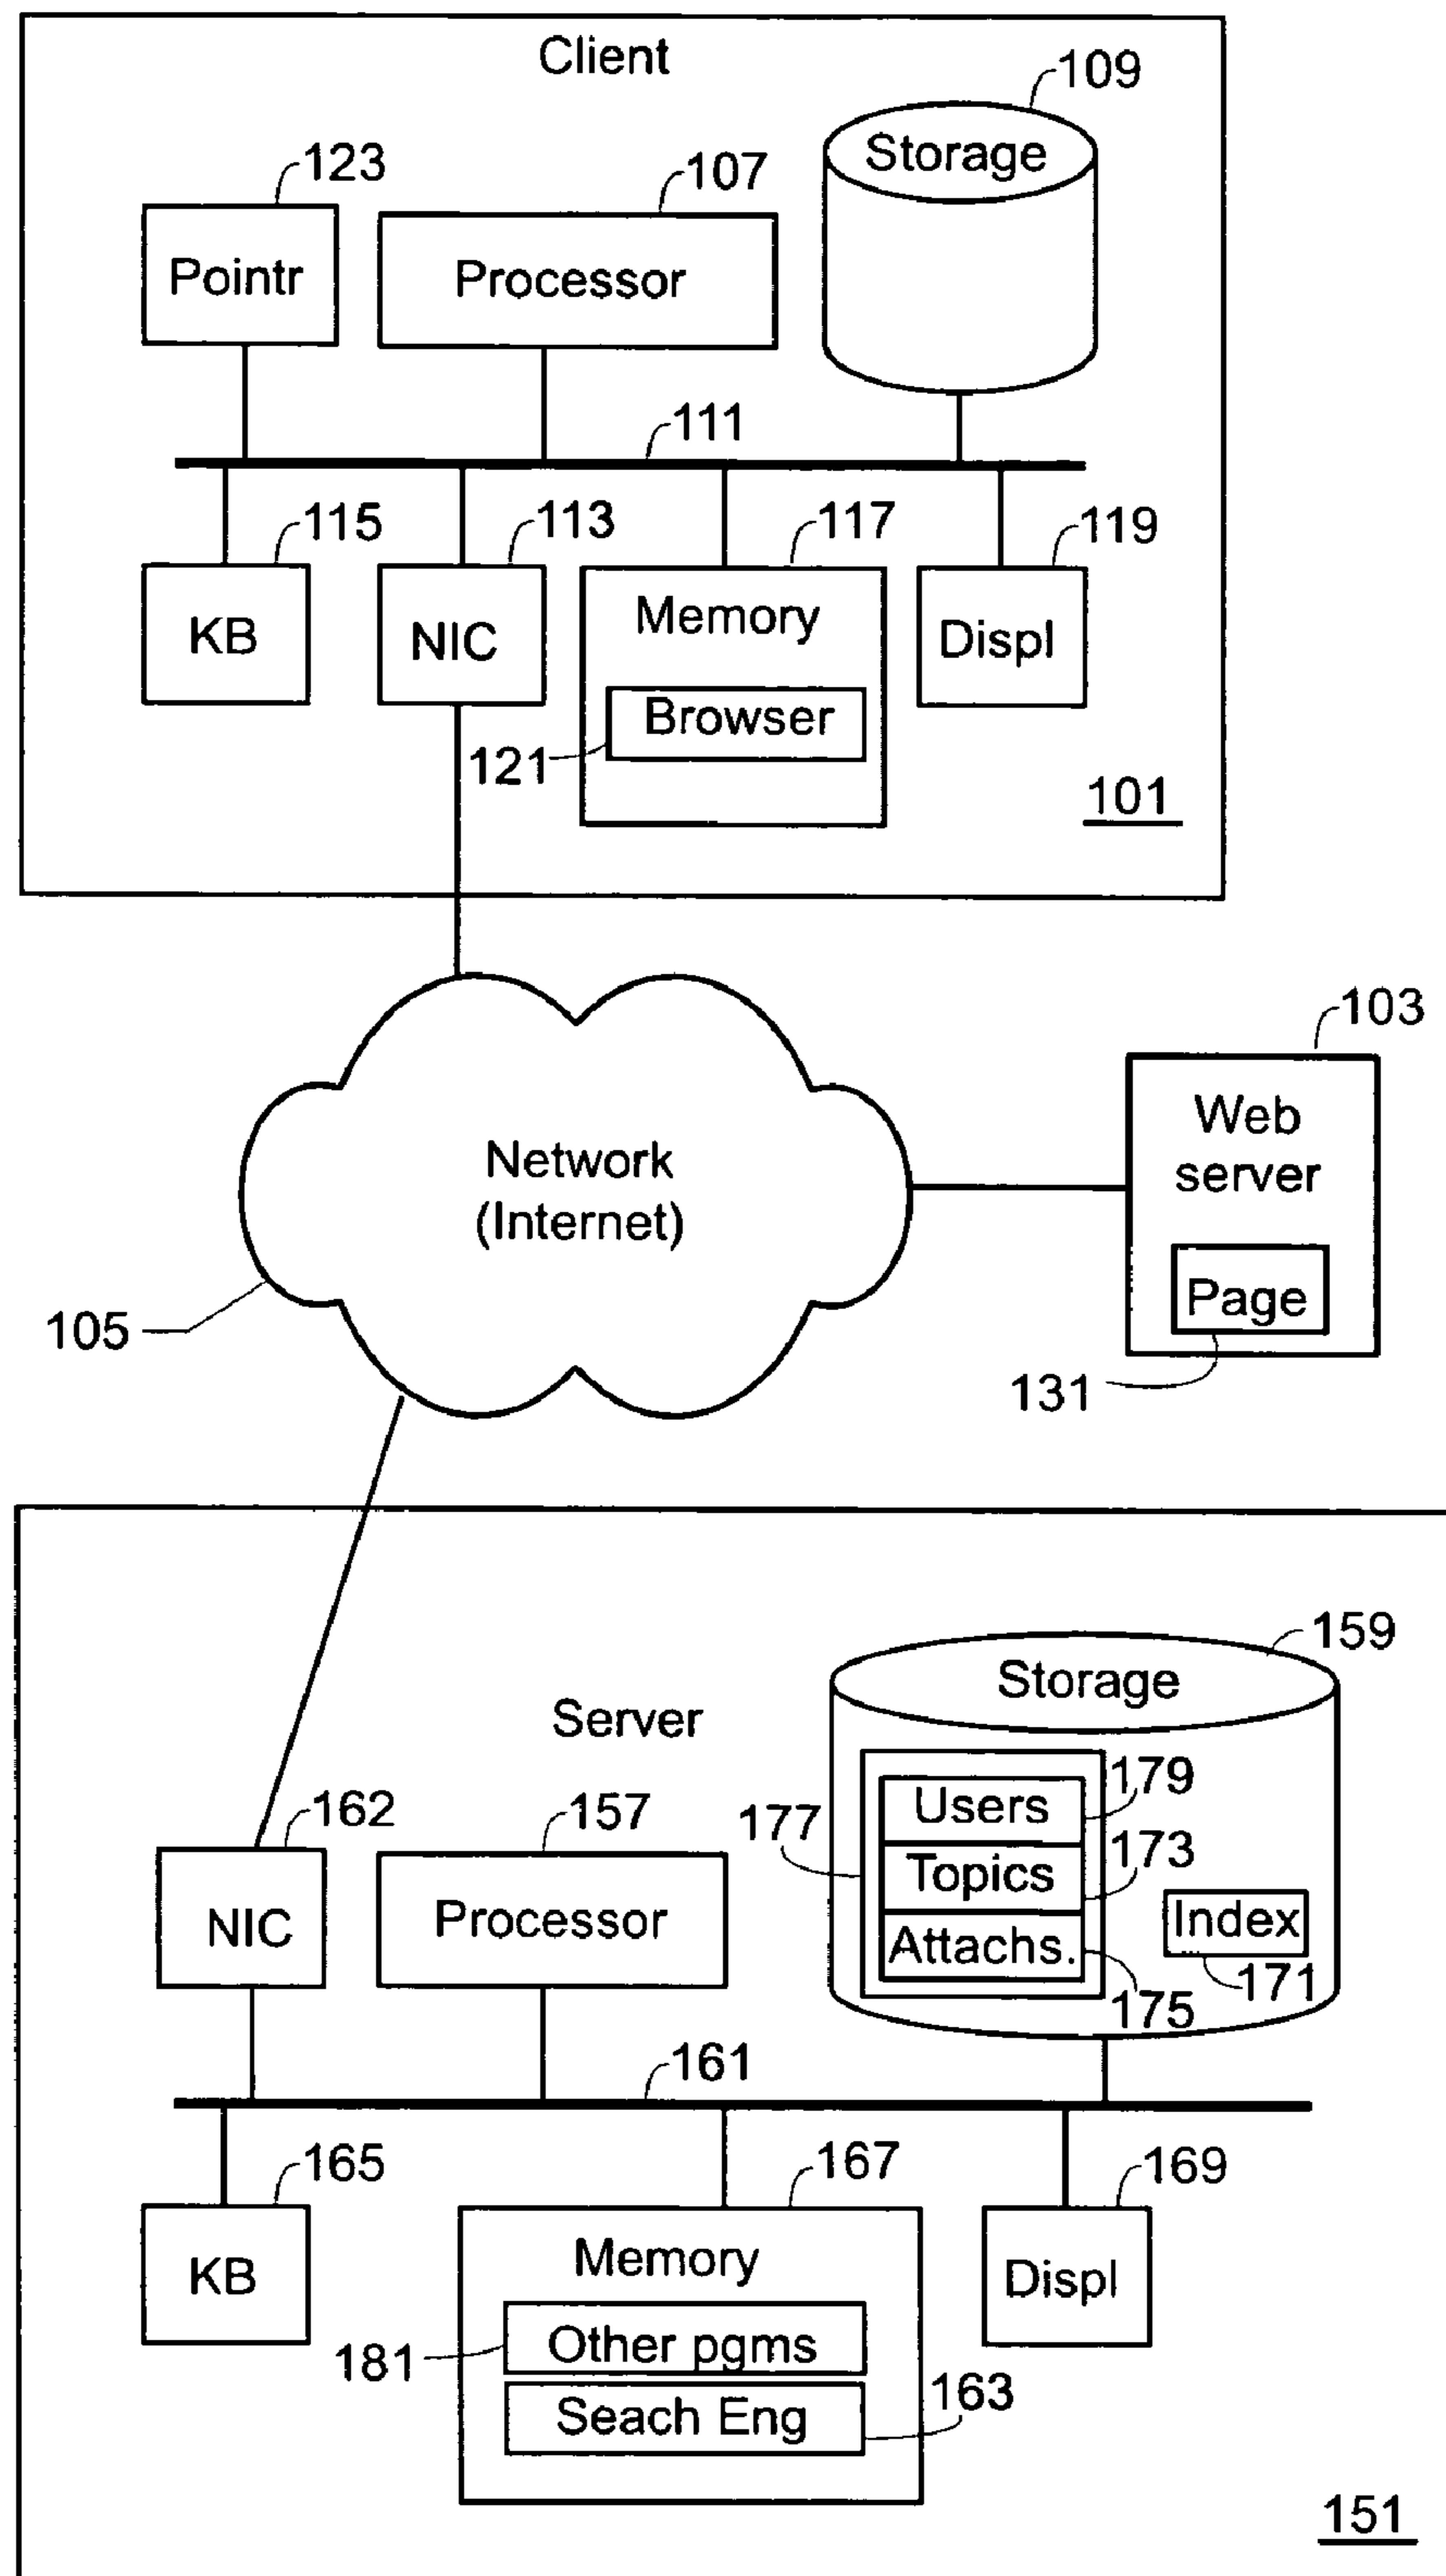 Client
109
Storage
123
107
Pointr
Processor
111
115
113
117
119
KB
NIC
Memory
Displ
Browser
121
101
103
Web
server
Network
(Internet)
Page
105
131
159
Storage
Server
179
Users
162
157
177
173
Topics
NIC
Processor
Index
Attachs.
171
175
161
165
167
169
KB
Memory
Displ
Other pgms
181
163
Seach Eng
151